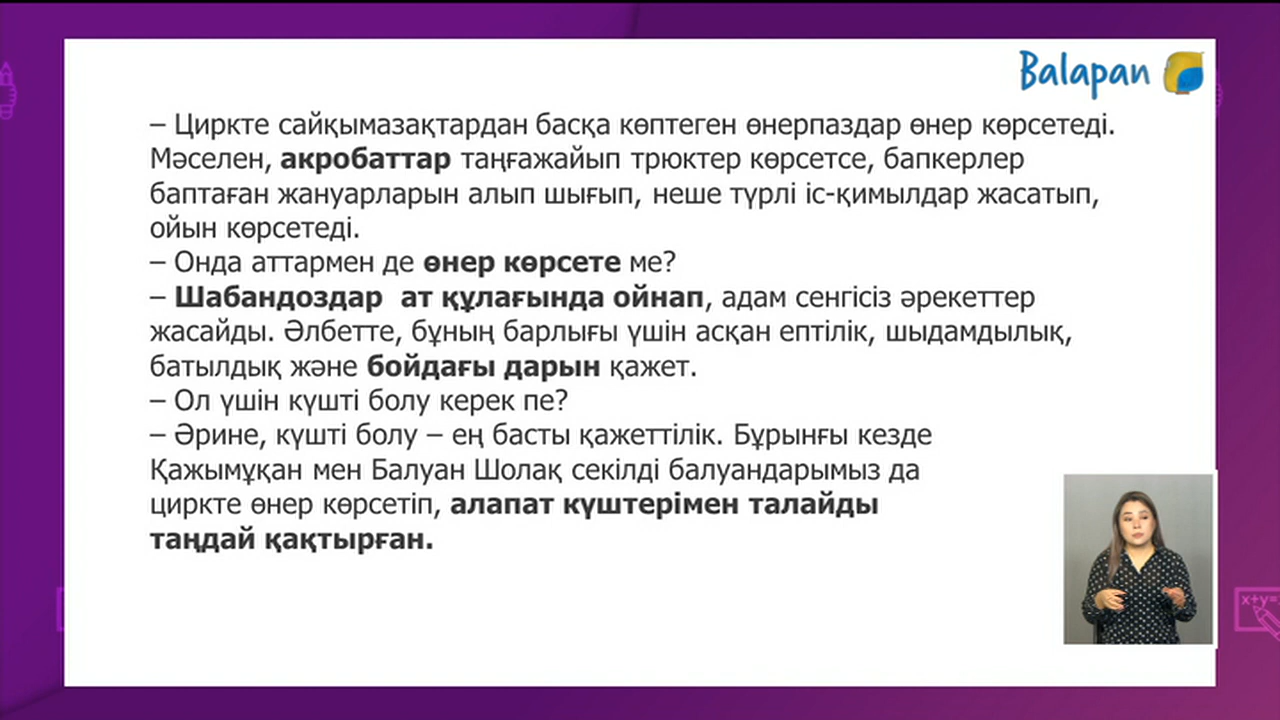 Balapan
– Циркте сайқымазақтардан басқа көптеген өнерпаздар өнер көрсетеді.
Мәселен, акробаттар таңғажайып трюктер көрсетсе, бапкерлер
баптаған жануарларын алып шығып, неше түрлі іс-қимылдар жасатып,
ойын көрсетеді.
– Онда аттармен де өнер көрсете ме?
– Шабандоздар  ат құлағында ойнап, адам сенгісіз әрекеттер
жасайды. Әлбетте, бұның барлығы үшін асқан ептілік, шыдамдылық,
батылдық және бойдағы дарын қажет.
– Ол үшін күшті болу керек пе?
– Әрине, күшті болу – ең басты қажеттілік. Бұрынғы кезде
Қажымұқан мен Балуан Шолақ секілді балуандарымыз да
циркте өнер көрсетіп, алапат күштерімен талайды
таңдай қақтырған.
x+y=